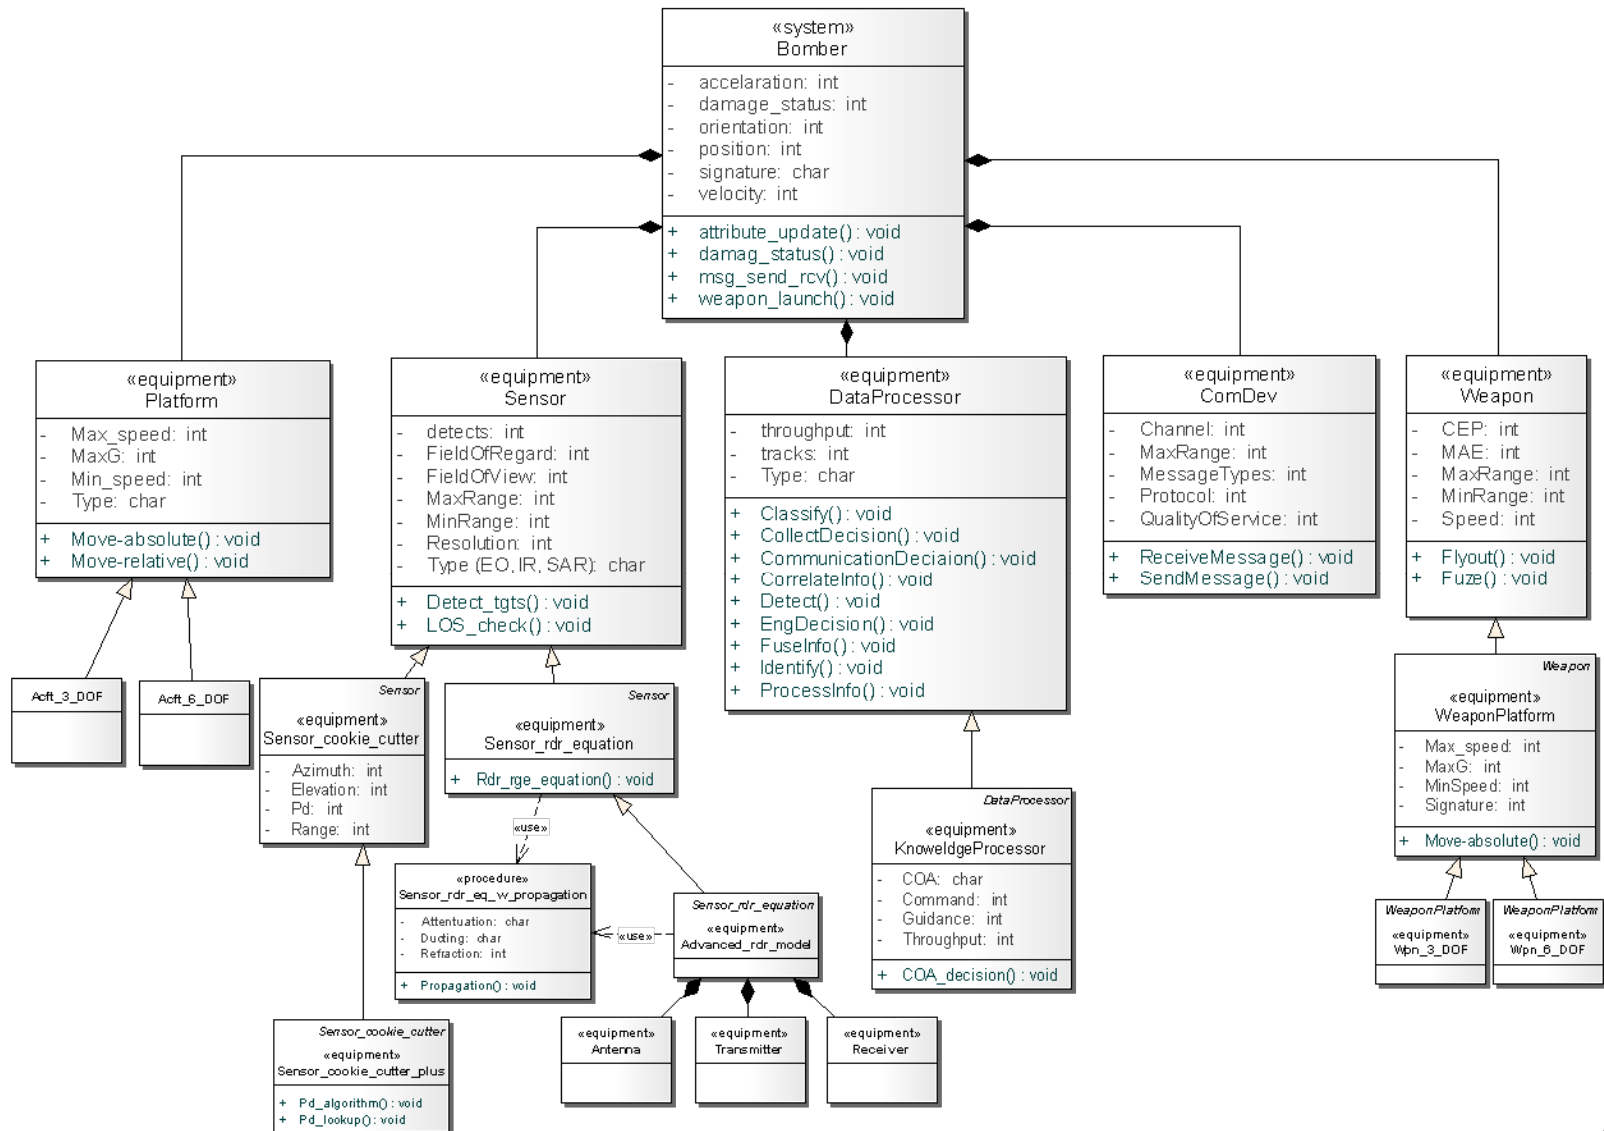 «system»
Bomber
- accelaration: int
- damage_status: int
- orientation: int
- position: int
- signature: char
- velocity: int
+ attribute_update() : void
+ damag_status() : void
+ msg_send_rcv() : void
+ weapon_launch() : void
«equipment»
Platform
- Max_speed: int
- MaxG: int
- Min_speed: int
- Type: char
+ Move-absolute() : void
+ Move-relative() : void
«equipment»
Sensor
- detects: int
- FieldOfRegard: int
- FieldOfView: int
- MaxRange: int
- MinRange: int
- Resolution: int
- Type (EO, IR, SAR): char
+ Detect_tgts() : void
+ LOS_check() : void
«equipment»
DataProcessor
- throughput: int
- tracks: int
- Type: char
+ Classify() : void
+ CollectDecision() : void
+ CommunicationDeciaion() : void
+ CorrelateInfo() : void
+ Detect() : void
+ EngDecision() : void
+ FuseInfo() : void
+ Identify() : void
+ ProcessInfo() : void
«equipment»
ComDev
- Channel: int
- MaxRange: int
- MessageTypes: int
- Protocol: int
- QualityOfService: int
+ ReceiveMessage() : void
+ SendMessage() : void
«equipment»
Weapon
- CEP: int
- MAE: int
- MaxRange: int
- MinRange: int
- Speed: int
+ Flyout() : void
+ Fuze() : void
Acft_3_DOF
Acft_6_DOF
Sensor
«equipment»
Sensor_cookie_cutter
- Azimuth: int
- Elevation: int
- Pd: int
- Range: int
Sensor
«equipment»
Sensor_rdr_equation
+ Rdr_rge_equation() : void
Weapon
«equipment»
WeaponPlatform
- Max_speed: int
- MaxG: int
- MinSpeed: int
- Signature: int
+ Move-absolute() : void
DataProcessor
«equipment»
KnoweldgeProcessor
- COA: char
- Command: int
- Guidance: int
- Throughput: int
+ COA_decision() : void
«use»
«procedure»
Sensor_rdr_eq_w_propagation
- Attentuation: char
- Ducting: char
- Refraction: int
+ Propagation() : void
«use»
Sensor_rdr_equation
«equipment»
Advanced_rdr_model
WeaponPlatform
«equipment»
Wpn_3_DOF
WeaponPlatform
«equipment»
Wpn_6_DOF
Sensor_cookie_cutter
«equipment»
Sensor_cookie_cutter_plus
+ Pd_algorithm() : void
+ Pd_lookup() : void
«equipment»
Antenna
«equipment»
Transmitter
«equipment»
Receiver